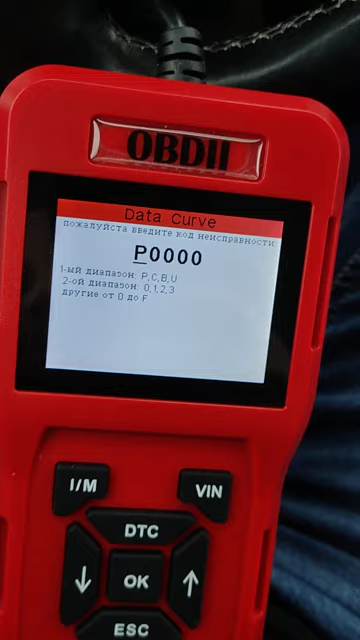 OBDII
Data Curve
пожалуйста введите код неисправности
P0000
1-ый диапазон: P,C,B,U
2-ой диапазон: 0,1,2,3
другие от 0 до F
I/M
VIN
DTC
↓
OK
↑
ESC